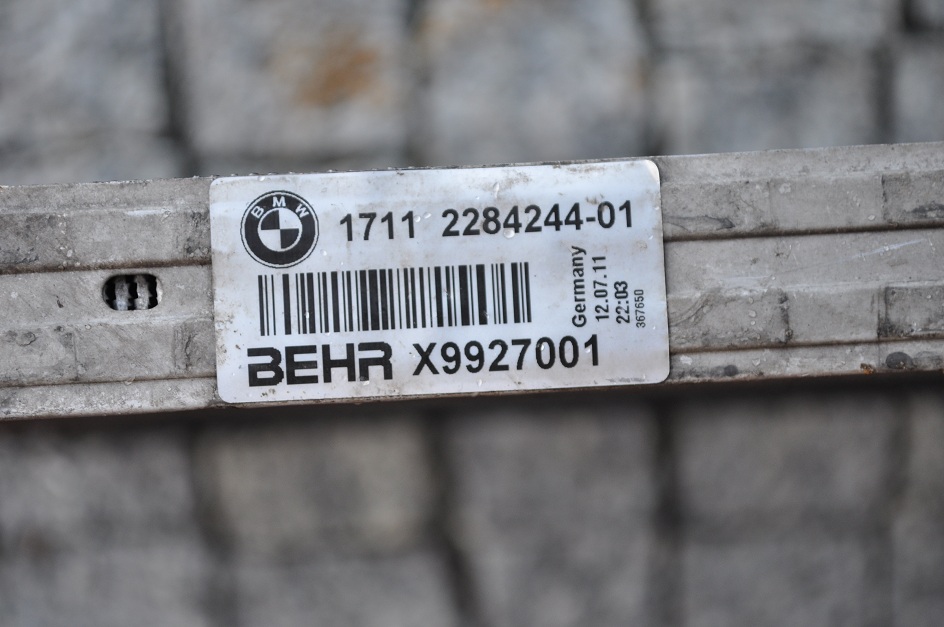 BMW
1711 2284244-01
Germany
12.07.11
22:03
367650
BEHR X9927001